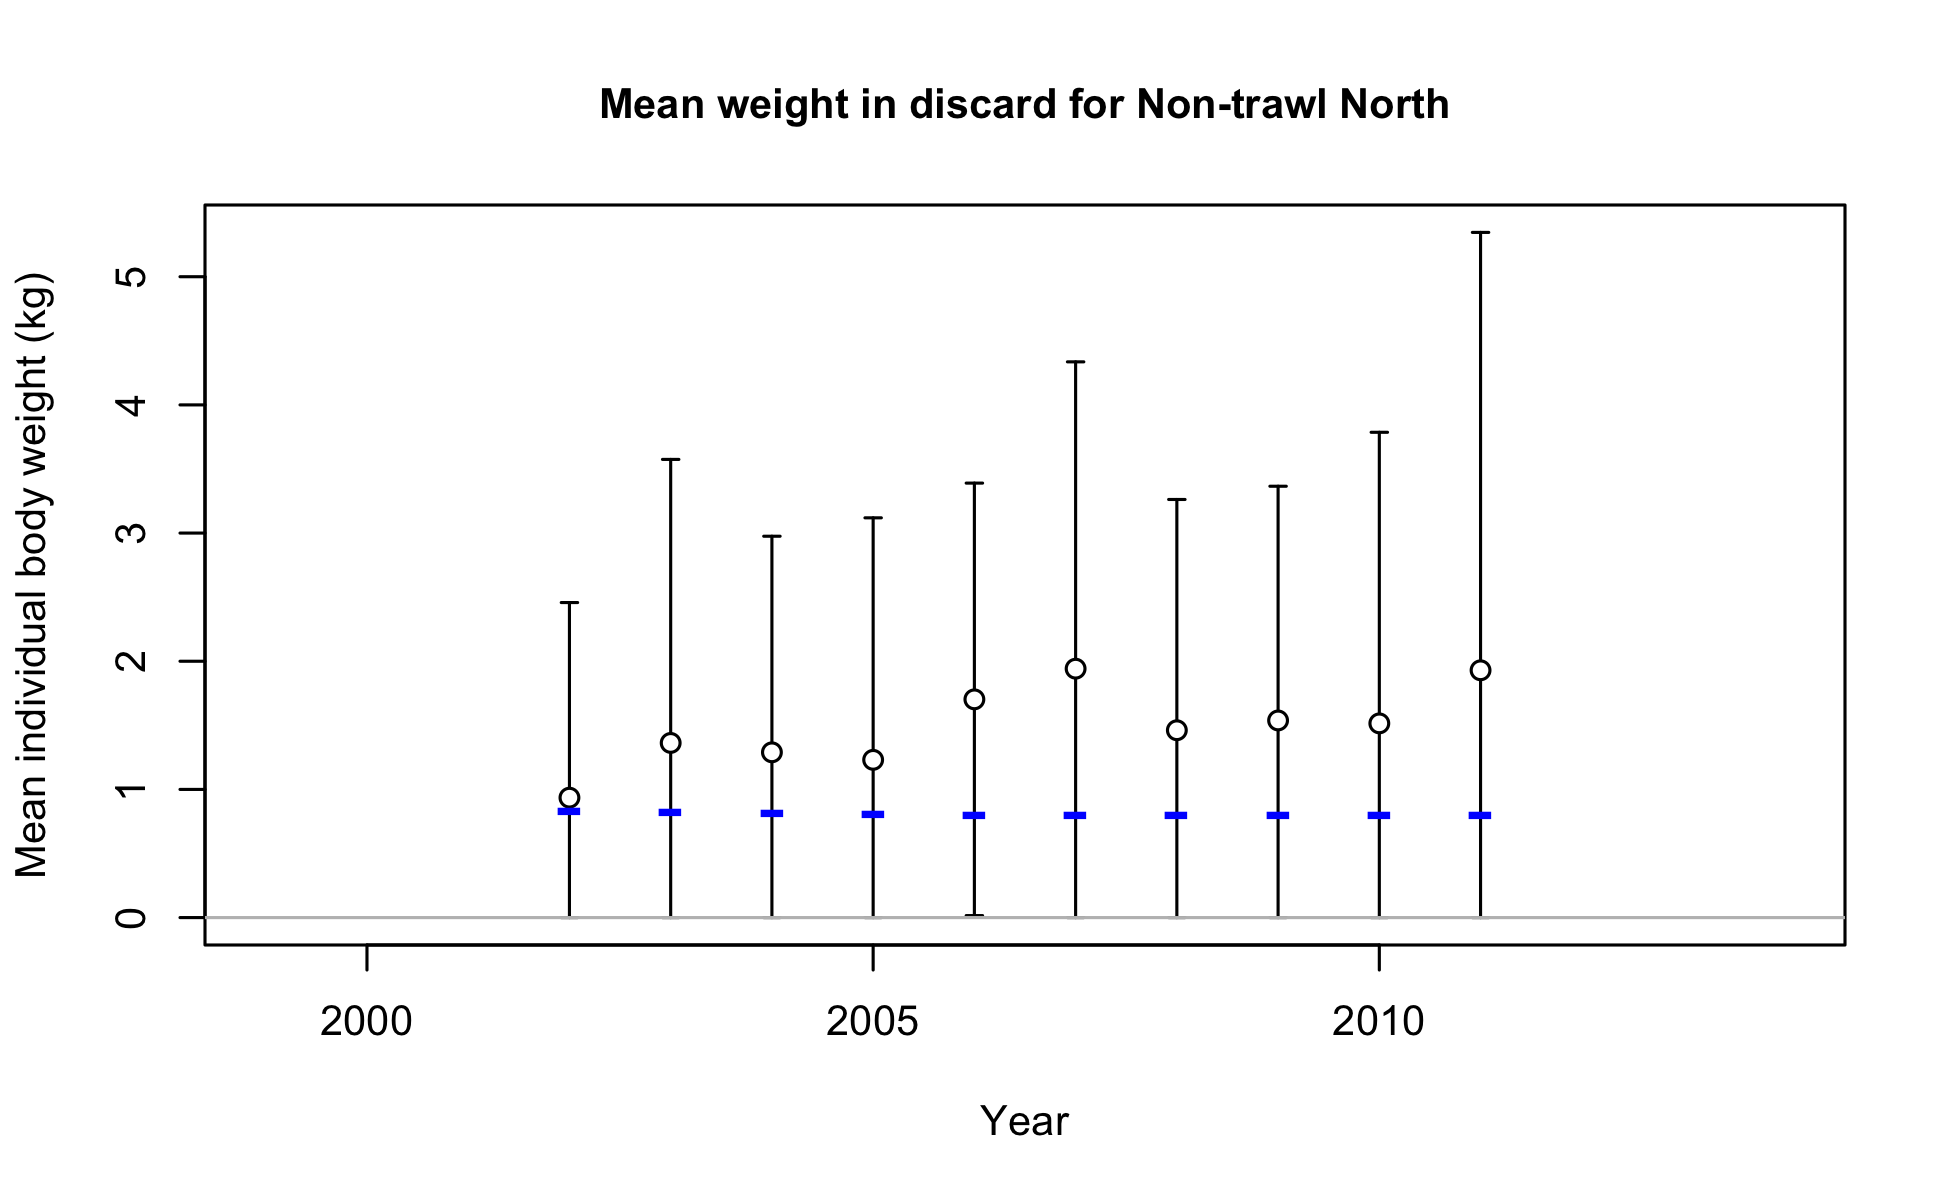 Mean weight in discard for Non-trawl North
Mean individual body weight (kg)
5
4
3
2
1
0
2000 2005 2010
Year